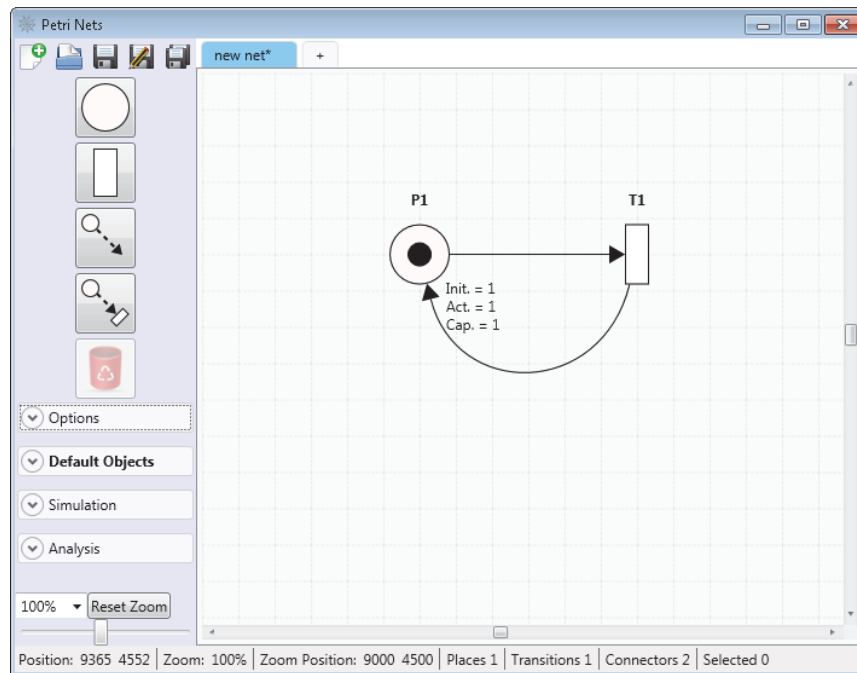 Petri Nets
new net*
+
P1
T1
Init. = 1
Act. = 1
Cap. = 1
Options
Default Objects
Simulation
Analysis
100%
Reset Zoom
Position: 9365 4552 Zoom: 100% Zoom Position: 9000 4500 Places 1 Transitions 1 Connectors 2 Selected 0